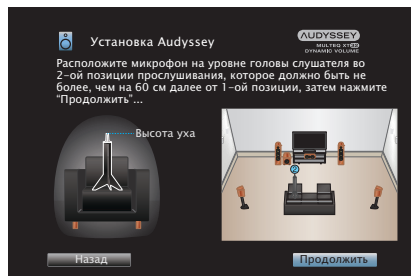 Установка Audyssey
AUDYSSEY
MULTEQ XT32
DYNAMIC VOLUME
Расположите микрофон на уровне головы слушателя во
2-ой позиции прослушивания, которое должно быть не
более, чем на 60 см далее от 1-ой позиции, затем нажмите
"Продолжить"...
Высота уха
2
Назад
Продолжить